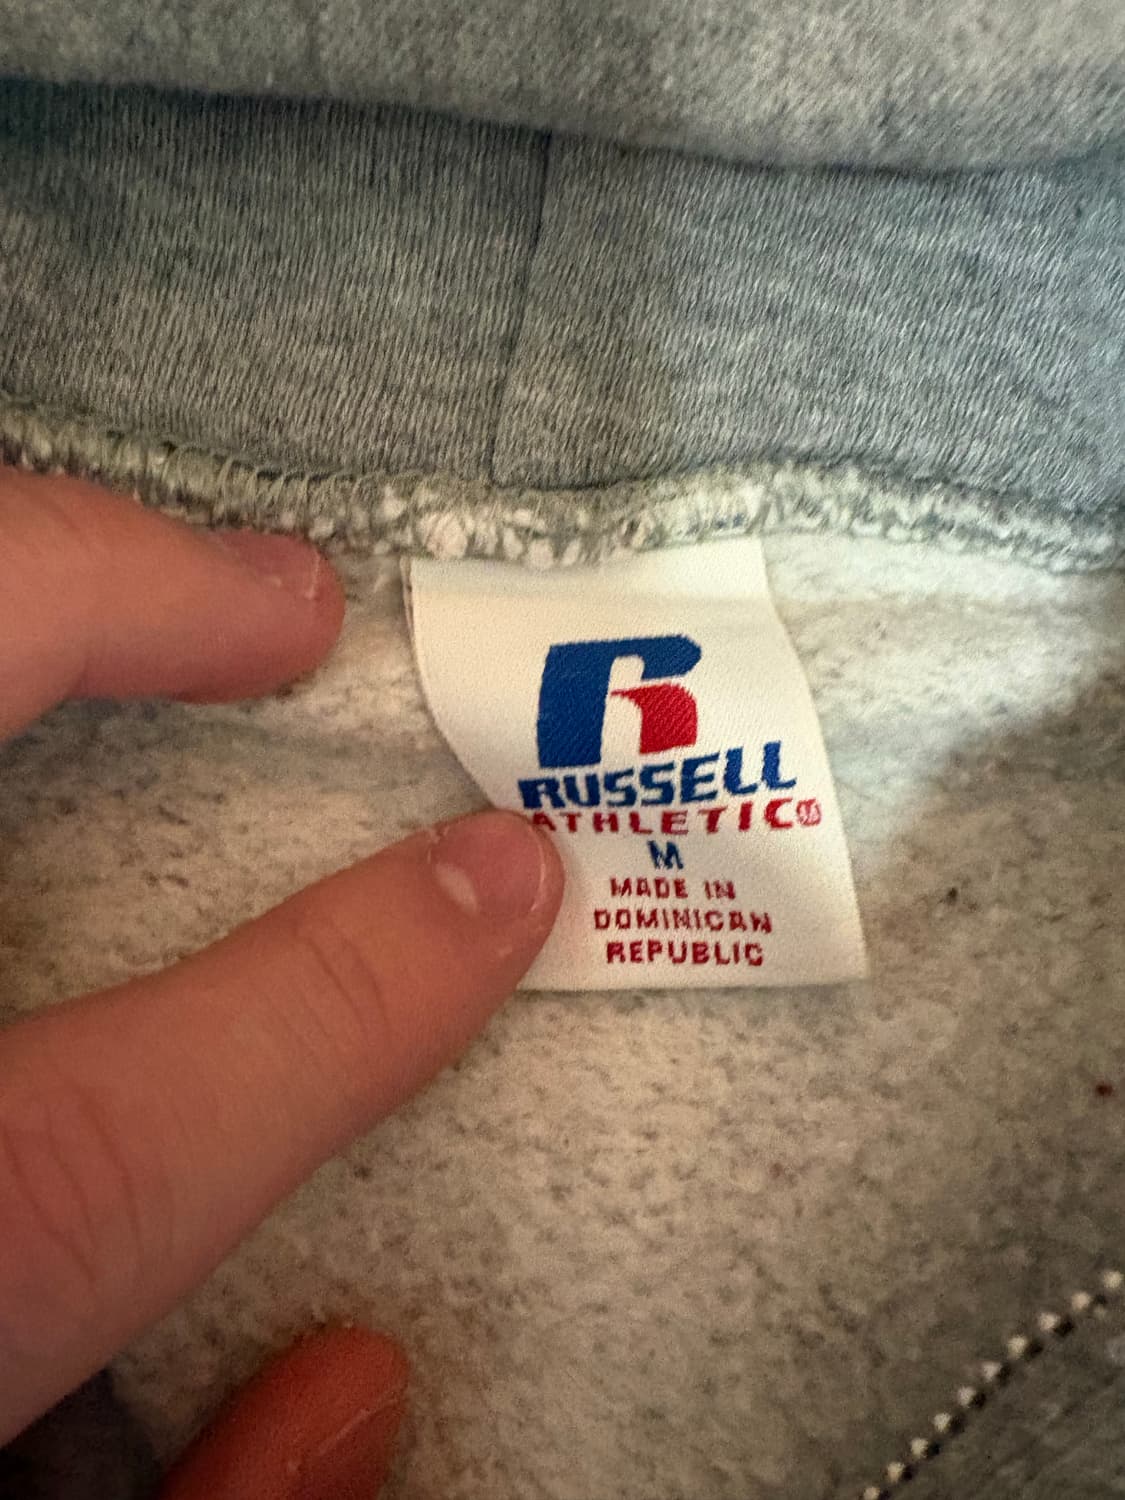 R
RUSSELL
ATHLETIC
M
MADE IN
DOMINICAN
REPUBLIC